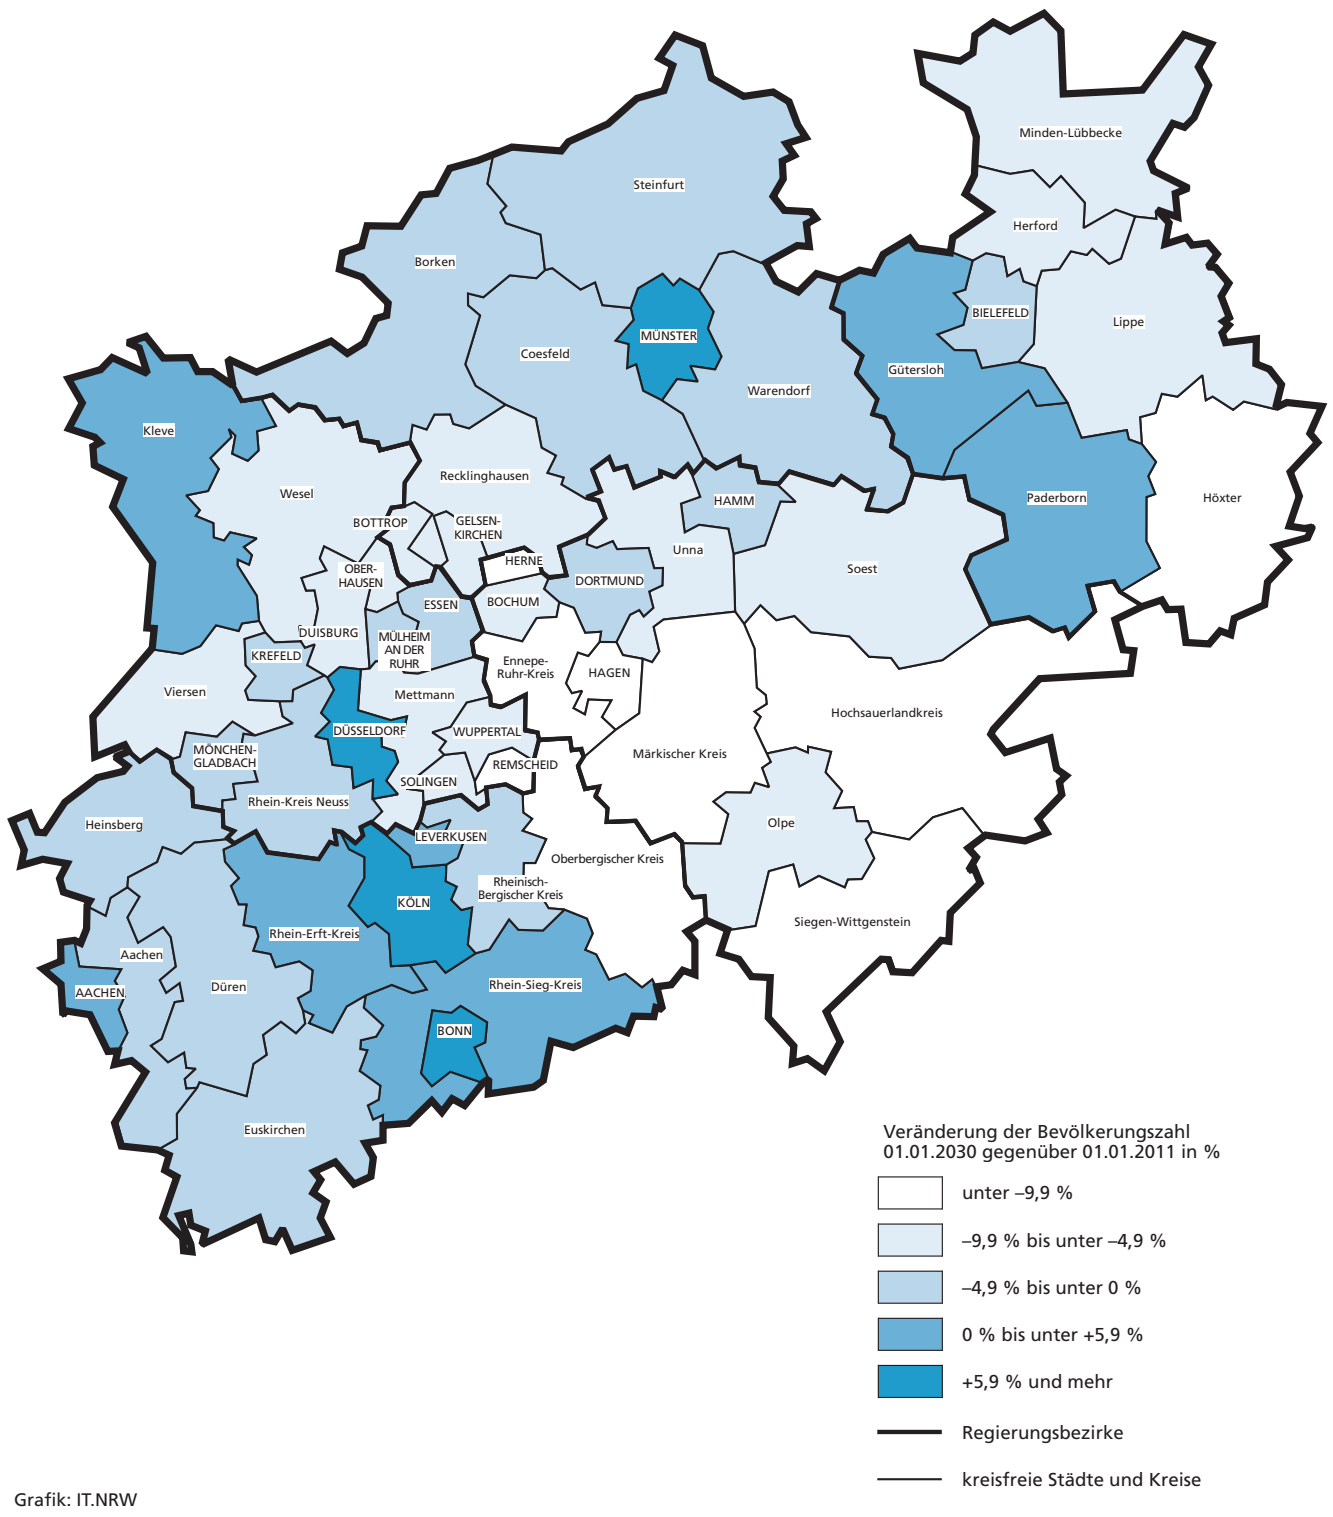 Minden-Lübbecke
Steinfurt
Herford
Borken
BIELEFELD
Lippe
MÜNSTER
Coesfeld
Gütersloh
Warendorf
Kleve
Recklinghausen
Wesel
Paderborn
Höxter
HAMM
BOTTROP
GELSEN-
KIRCHEN
Unna
HERNE
Soest
OBER-
HAUSEN
DORTMUND
ESSEN
BOCHUM
DUISBURG
MÜLHEIM
AN DER
RUHR
KREFELD
Ennepe-
Ruhr-Kreis
HAGEN
Viersen
Mettmann
Hochsauerlandkreis
DÜSSELDORF
WUPPERTAL
MÖNCHEN-
GLADBACH
Märkischer Kreis
REMSCHEID
SOLINGEN
Rhein-Kreis Neuss
Heinsberg
Olpe
LEVERKUSEN
Oberbergischer Kreis
Rheinisch-
Bergischer Kreis
KÖLN
Siegen-Wittgenstein
Rhein-Erft-Kreis
Aachen
Düren
Rhein-Sieg-Kreis
AACHEN
BONN
Euskirchen
Veränderung der Bevölkerungszahl
01.01.2030 gegenüber 01.01.2011 in %
unter –9,9 %
–9,9 % bis unter –4,9 %
–4,9 % bis unter 0 %
0 % bis unter +5,9 %
+5,9 % und mehr
Regierungsbezirke
kreisfreie Städte und Kreise
Grafik: IT.NRW